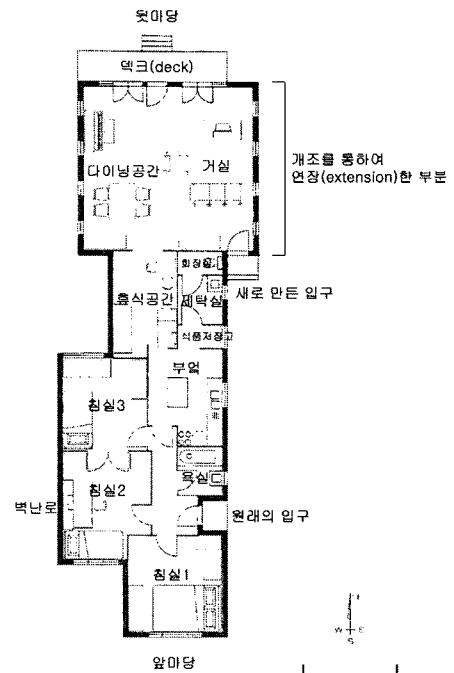 뒷마당
덱크(deck)
다이닝공간
거실
개조를 통하여
연장(extension)한 부분
화장실
휴식공간
세탁실
새로 만든 입구
식품저장고
부엌
침실3
욕실
침실2
벽난로
원래의 입구
침실1
앞마당
W
E
S